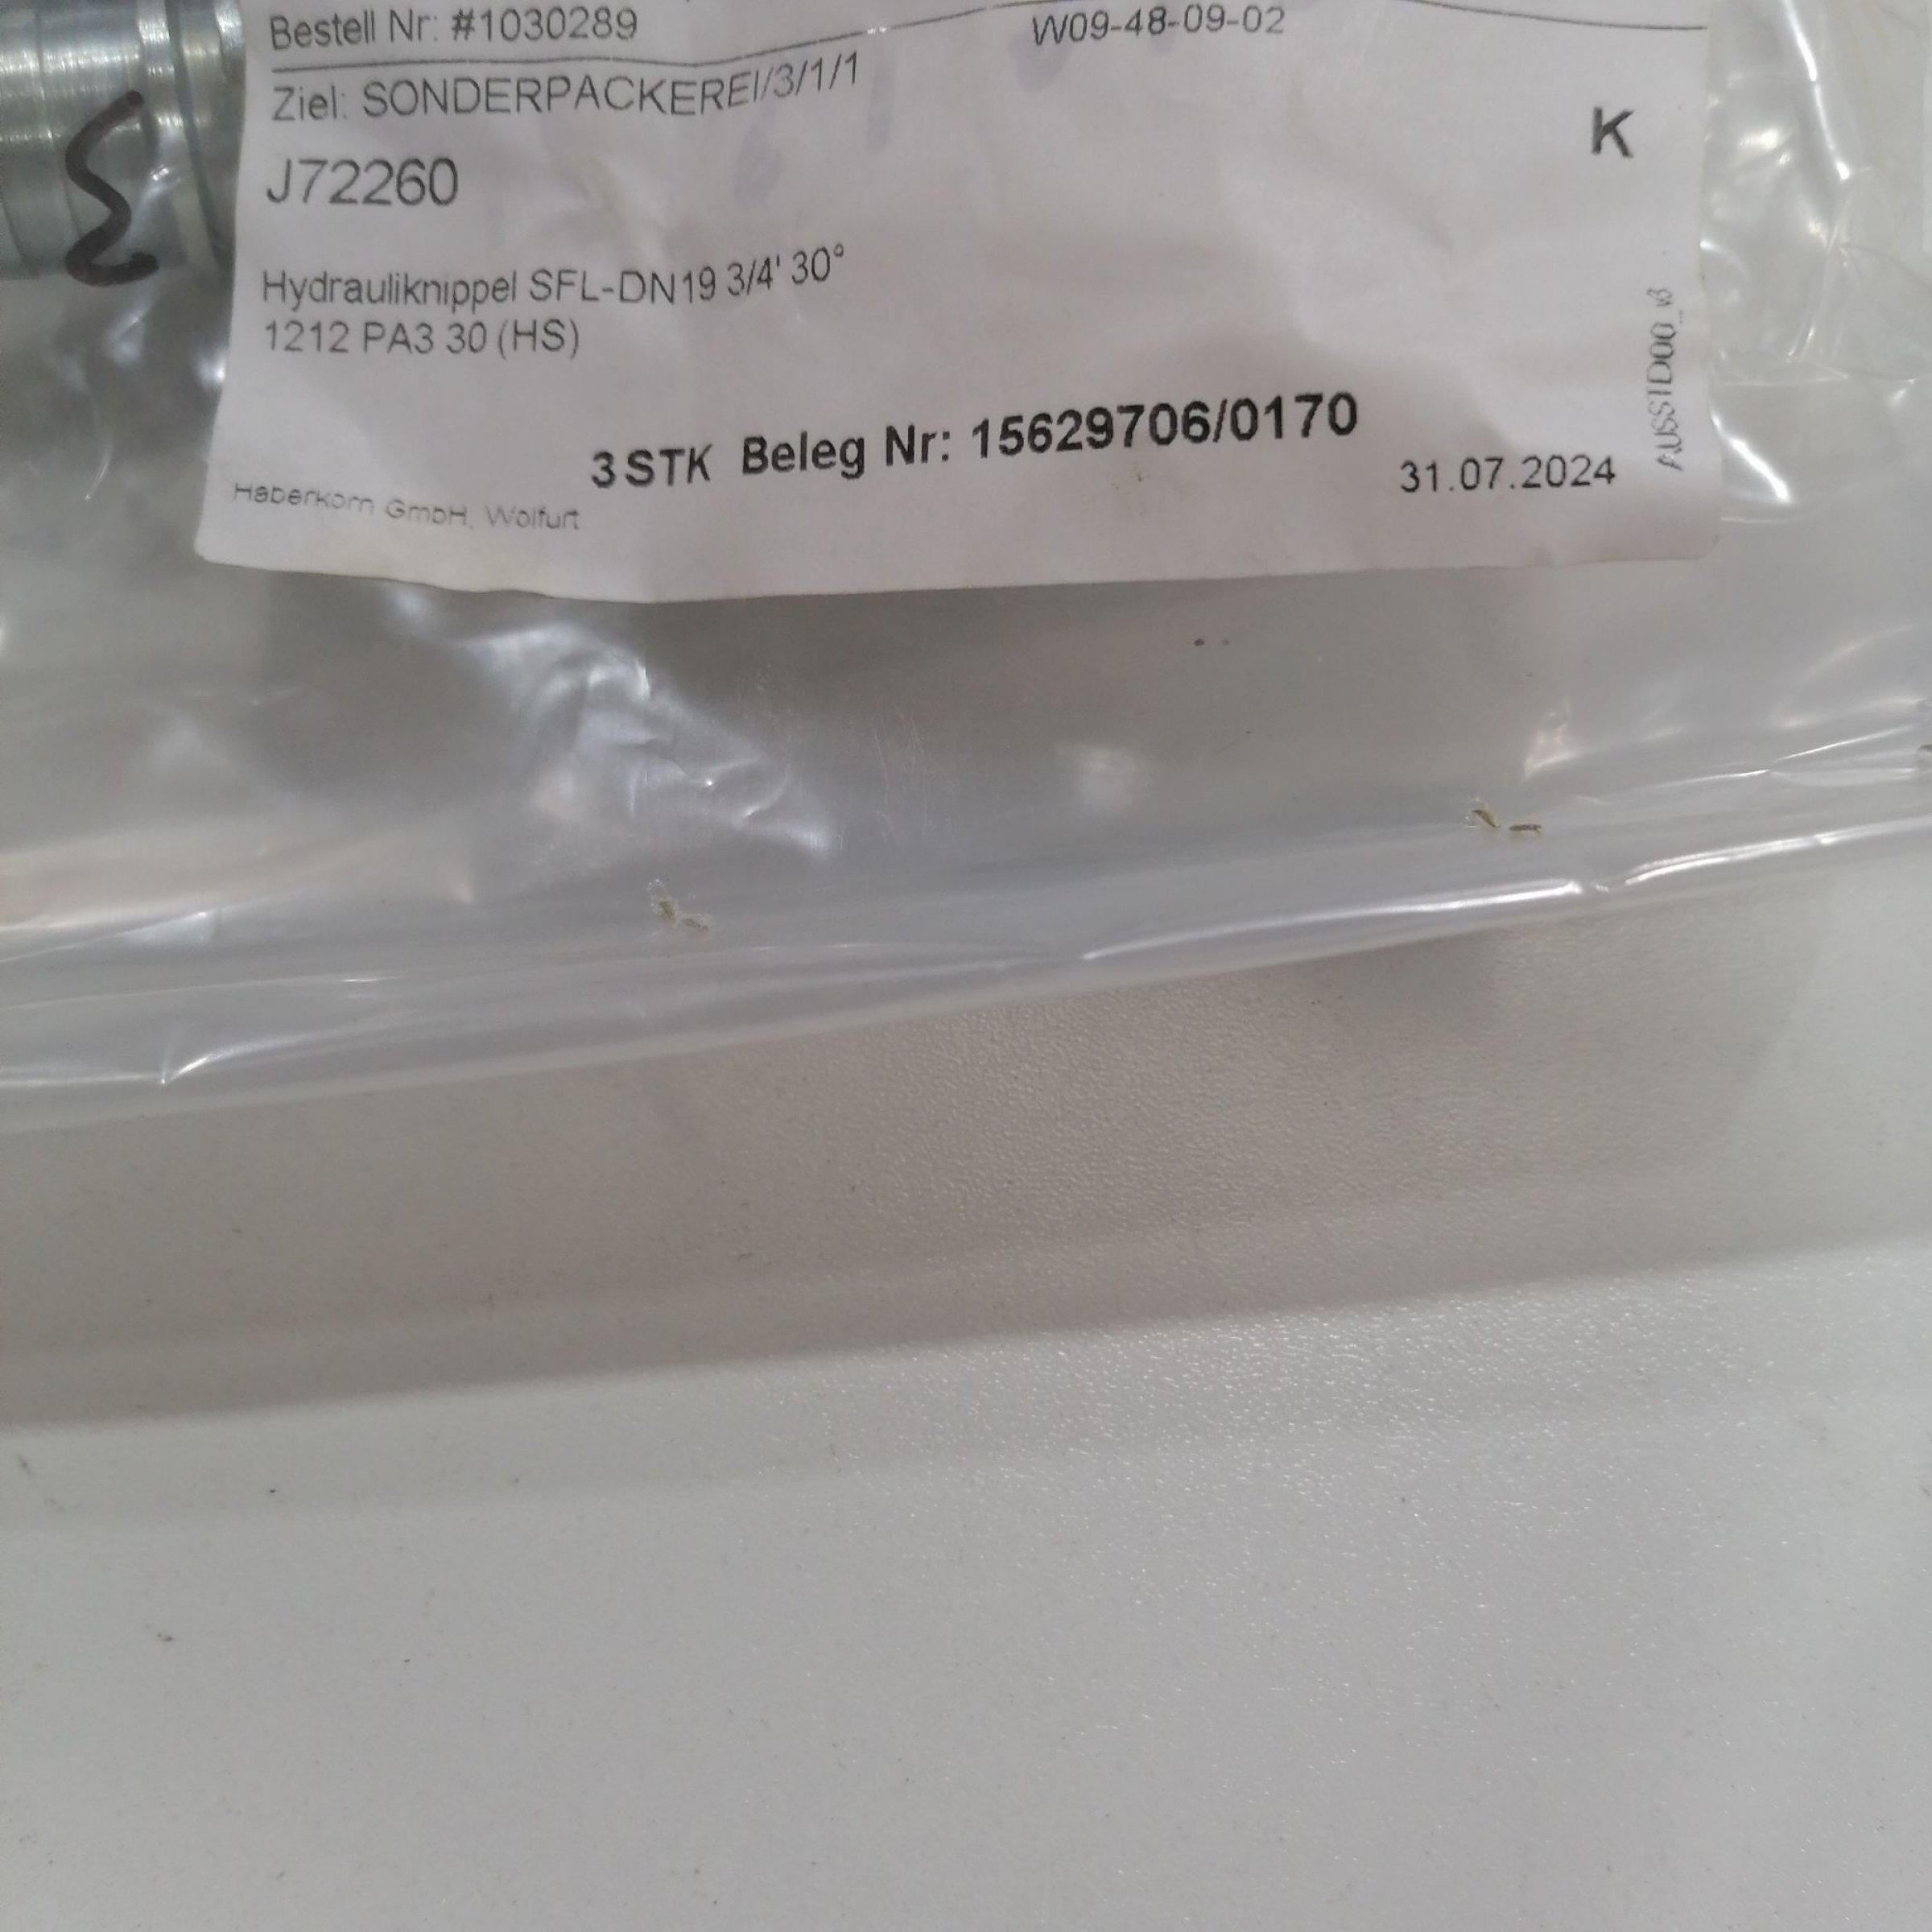 Bestell Nr: #1030289 W09-48-09-02
Ziel: SONDERPACKEREI/3/1/1
K
J72260
Hydrauliknippel SFL-DN19 3/4' 30°
1212 PA3 30 (HS)
3 STK Beleg Nr: 15629706/0170
31.07.2024
Haberkorn GmbH, Wolfurt
AUSSTD00_v3